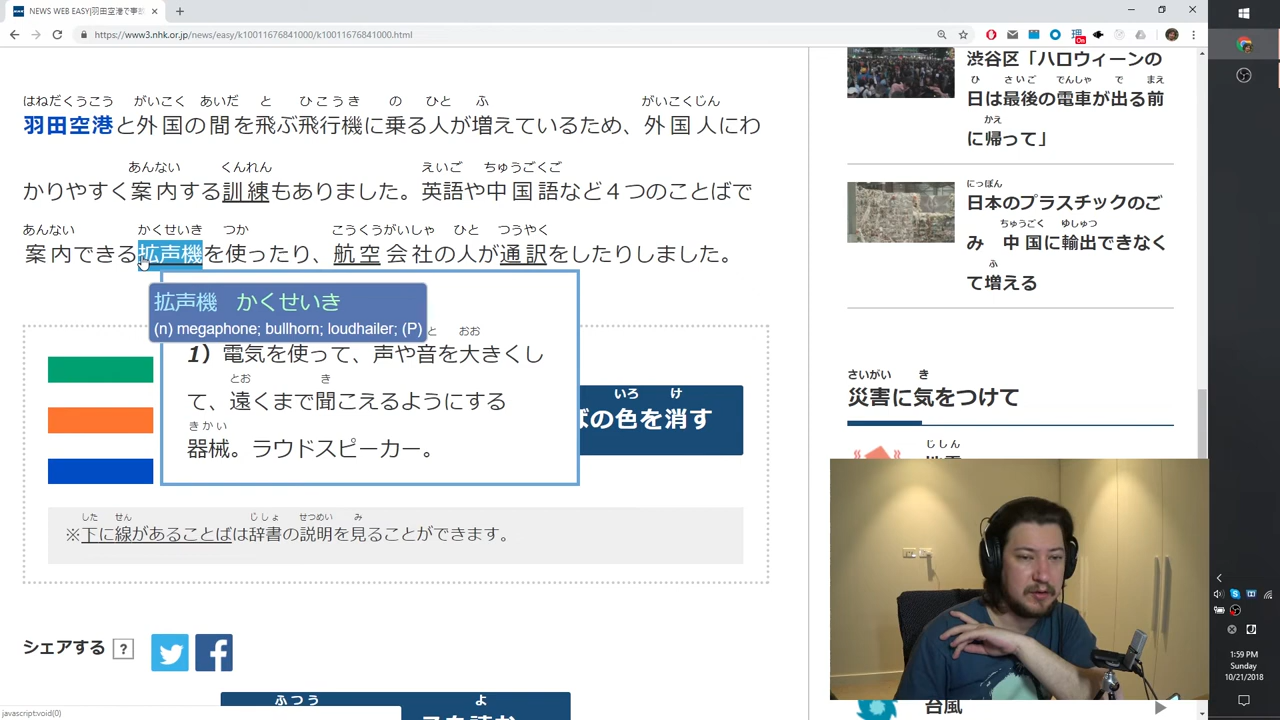 NEWS WEB EASY|羽田空港で事故
https://www3.nhk.or.jp/news/easy/k10011676841000/k10011676841000.html
On
はねだくうこう がいこく あいだ と ひこうき の ひと ふ がいこくじん
羽田空港と外国の間を飛ぶ飛行機に乗る人が増えているため、外国人にわ
あんない くんれん えいご ちゅうごくご
かりやすく案内する訓練もありました。英語や中国語など４つのことばで
あんない かくせいき つか こうくうがいしゃ ひと つうやく
案内できる拡声機を使ったり、航空会社の人が通訳をしたりしました。
拡声機 かくせいき
(n) megaphone; bullhorn; loudhailer; (P)
と おお
1）電気を使って、声や音を大きくし
とお き
て、遠くまで聞こえるようにする
きかい
器械。ラウドスピーカー。
いろ け
ばの色を消す
した せん じしょ せつめい み
※下に線があることばは辞書の説明を見ることができます。
シェアする ?
ふつう よ
javascript:void(0)
渋谷区「ハロウィーンの
ひ さいご でんしゃ で まえ
日は最後の電車が出る前
かえ
に帰って」
にっぽん
日本のプラスチックのご
ちゅうごく ゆしゅつ
み 中国に輸出できなく
ふ
て増える
さいがい き
災害に気をつけて
じしん
台風
1:59 PM
Sunday
10/21/2018